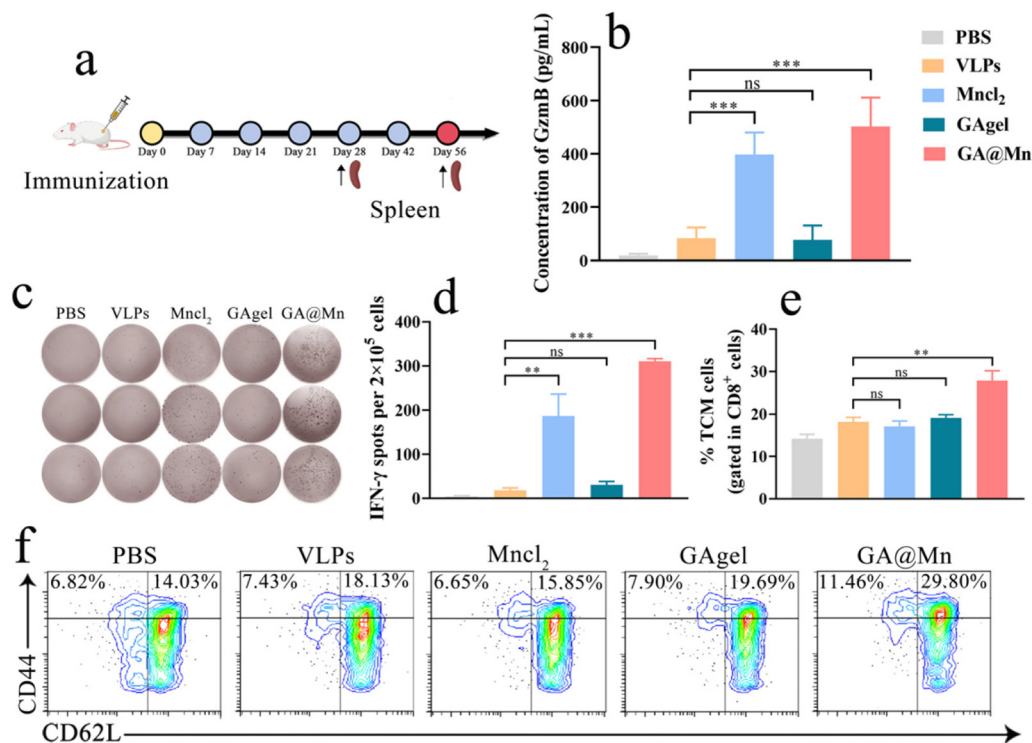 a
Day 0 Day 7 Day 14 Day 21 Day 28 Day 42 Day 56
Immunization
Spleen
b
Concentration of GzmB (pg/mL)
800
600
400
200
0
***
ns
***
PBS
VLPs
Mncl₂
GAgel
GA@Mn
c
PBS VLPs Mncl₂ GAgel GA@Mn
d
IFN-γ spots per 2×10⁵ cells
400
300
200
100
0
***
ns
**
e
% TCM cells
(gated in CD8⁺ cells)
40
30
20
10
0
**
ns
ns
f
PBS VLPs Mncl₂ GAgel GA@Mn
6.82% 14.03% 7.43% 18.13% 6.65% 15.85% 7.90% 19.69% 11.46% 29.80%
CD44
CD62L